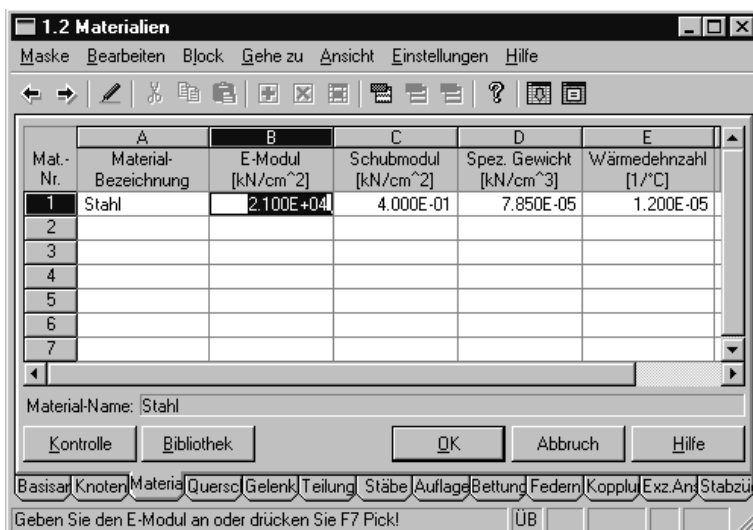 1.2 Materialien
Maske Bearbeiten Block Gehe zu Ansicht Einstellungen Hilfe
A B C D E
Mat.- Material- E-Modul Schubmodul Spez. Gewicht Wärmedehnzahl
Nr. Bezeichnung [kN/cm^2] [kN/cm^2] [kN/cm^3] [1/°C]
1 Stahl 2.100E+04 4.000E-01 7.850E-05 1.200E-05
2
3
4
5
6
7
Material-Name: Stahl
Kontrolle Bibliothek OK Abbruch Hilfe
Basisar Knoten Materia Quersc Gelenk Teilung Stäbe Auflage Bettung Federn Kopplu Exz.An Stabzü
Geben Sie den E-Modul an oder drücken Sie F7 Pick! ÜB